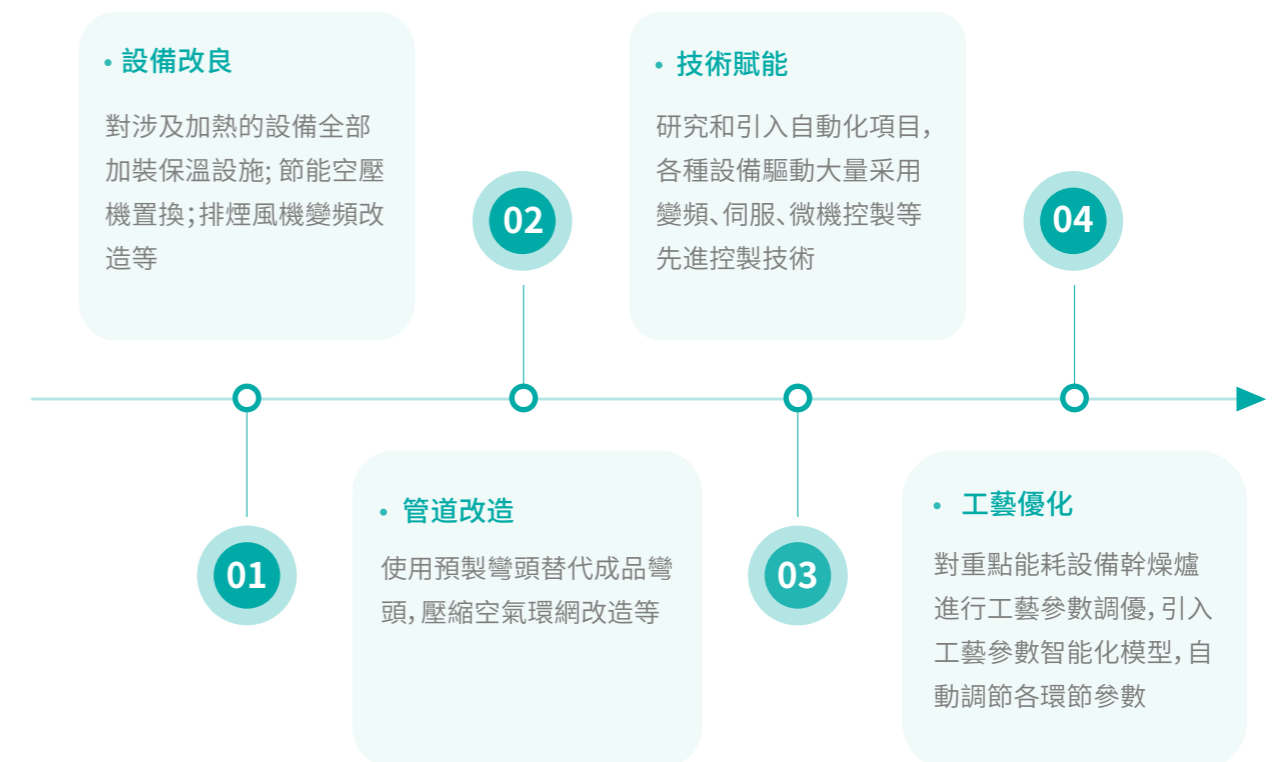 • 設備改良
對涉及加熱的設備全部
加裝保溫設施; 節能空壓
機置換；排煙風機變頻改
造等
01
02
• 管道改造
使用預製彎頭替代成品彎
頭，壓縮空氣環網改造等
• 技術賦能
研究和引入自動化項目，
各種設備驅動大量采用
變頻、伺服、微機控製等
先進控製技術
03
04
• 工藝優化
對重點能耗設備幹燥爐
進行工藝參數調優，引入
工藝參數智能化模型，自
動調節各環節參數